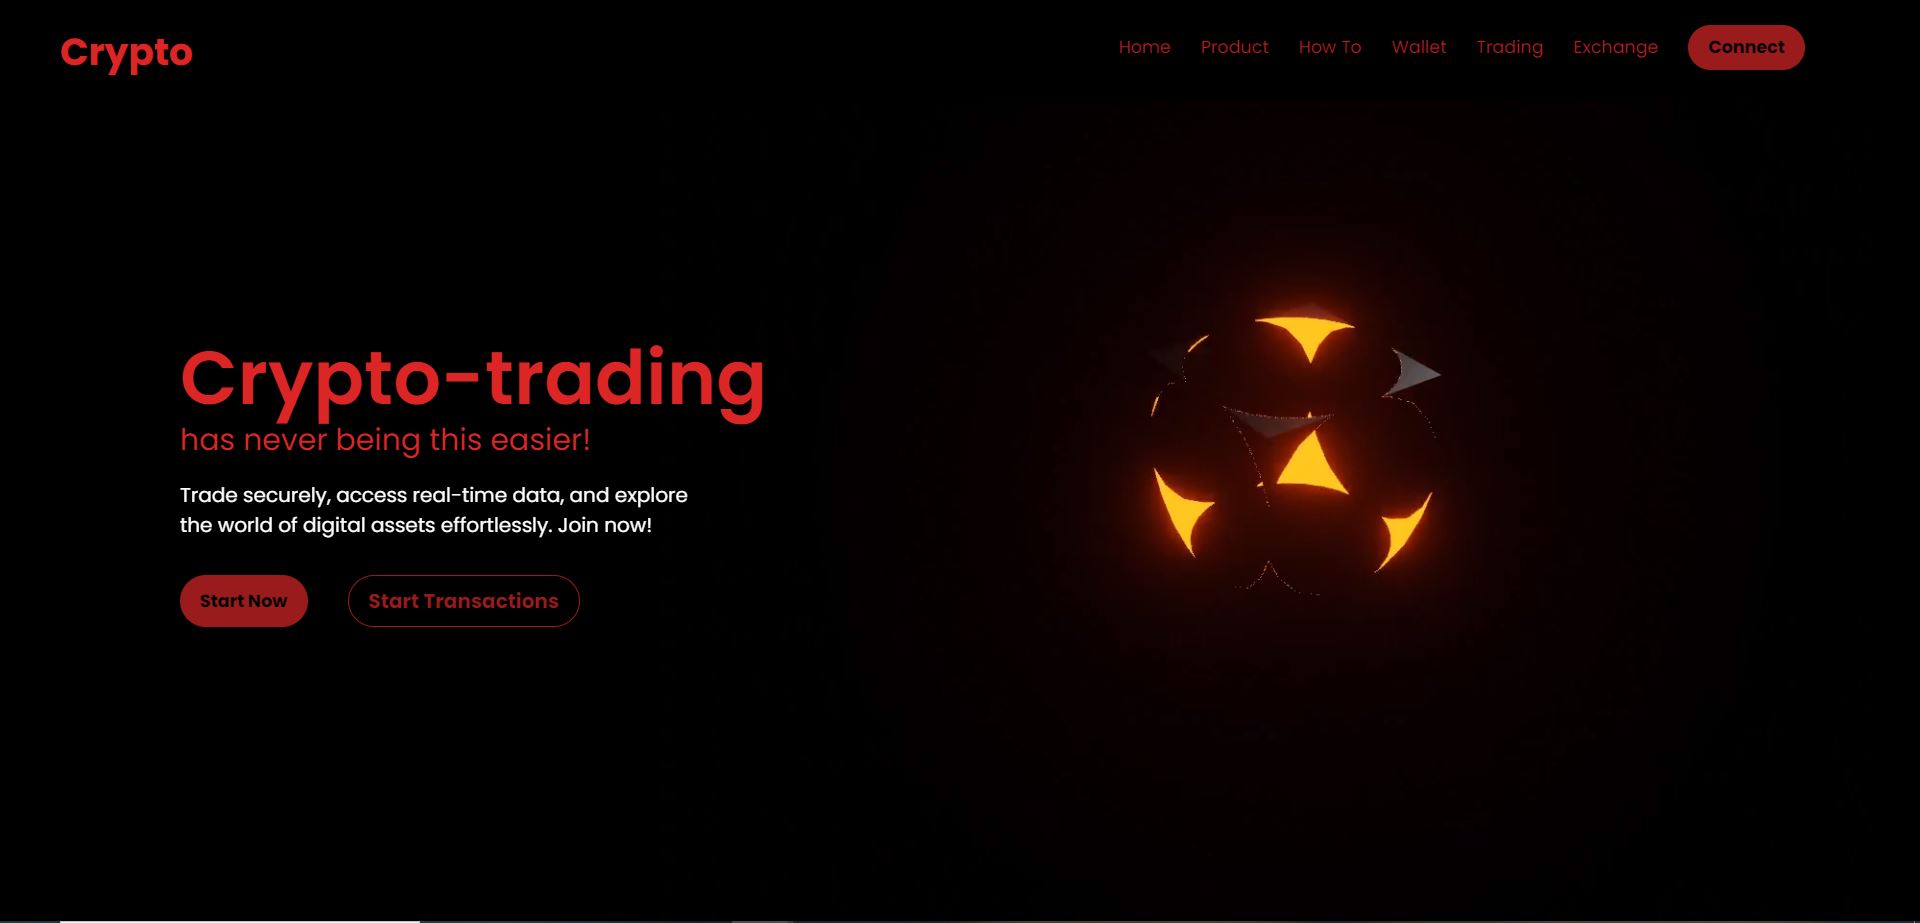 Crypto
Home Product How To Wallet Trading Exchange Connect
Crypto-trading
has never being this easier!
Trade securely, access real-time data, and explore
the world of digital assets effortlessly. Join now!
Start Now Start Transactions